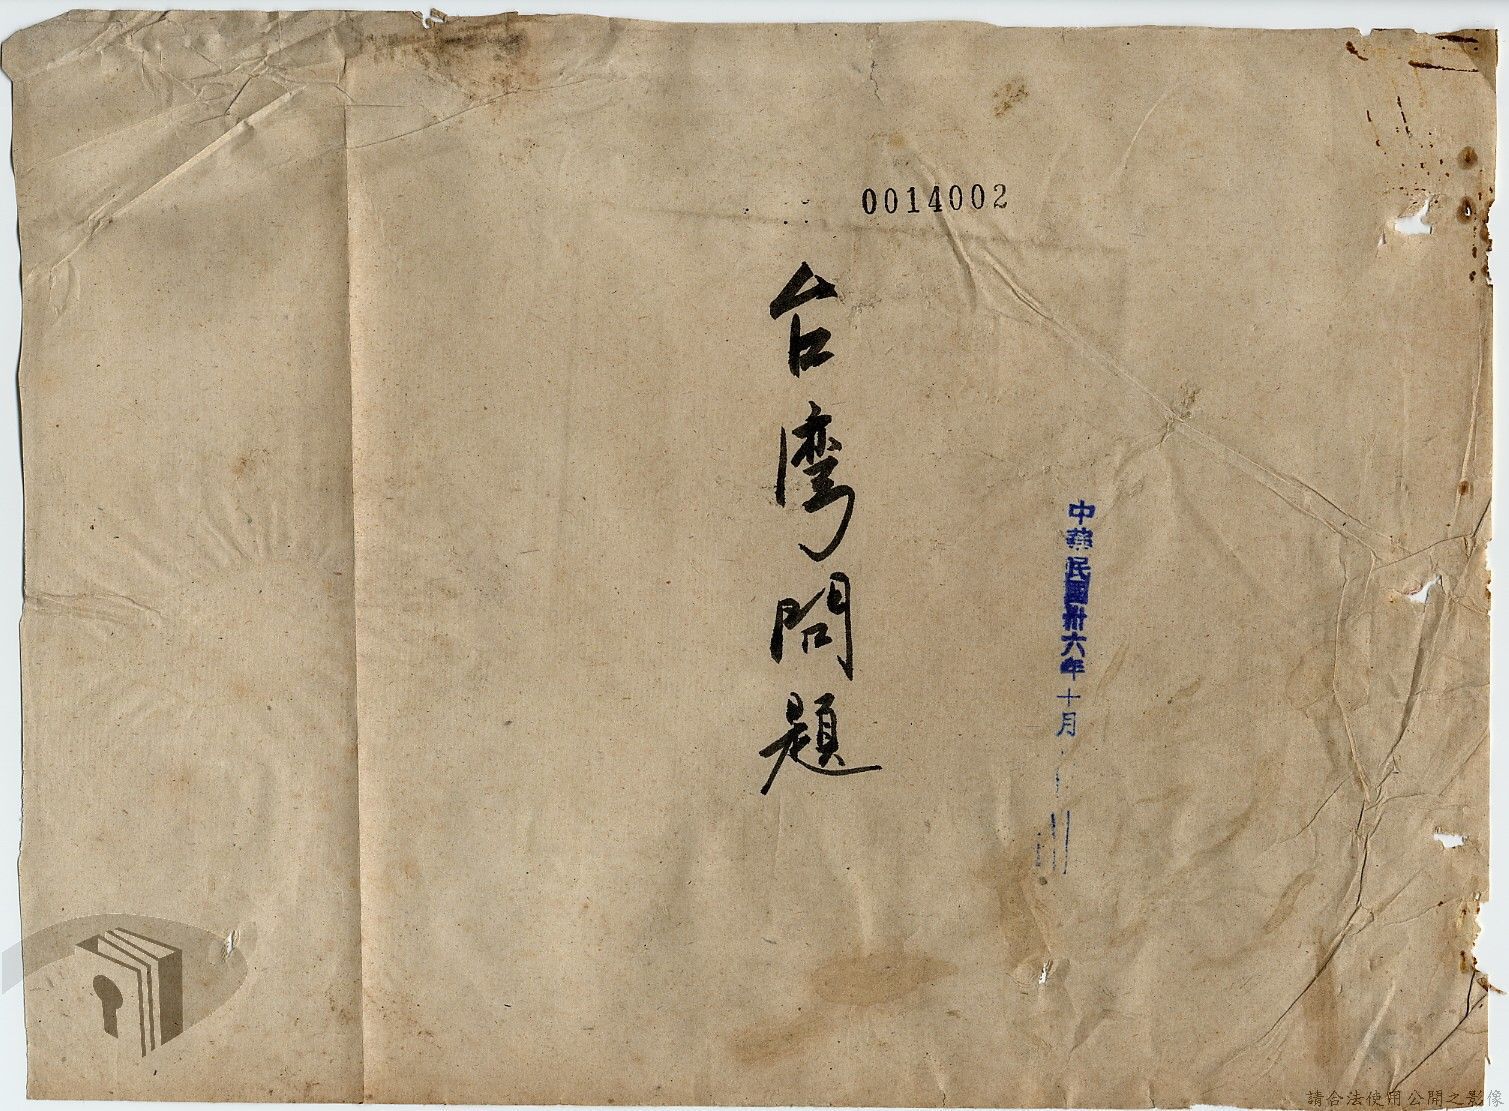 0014002
中華民國卅六年十月
台湾問題
請合法使用公開之影像